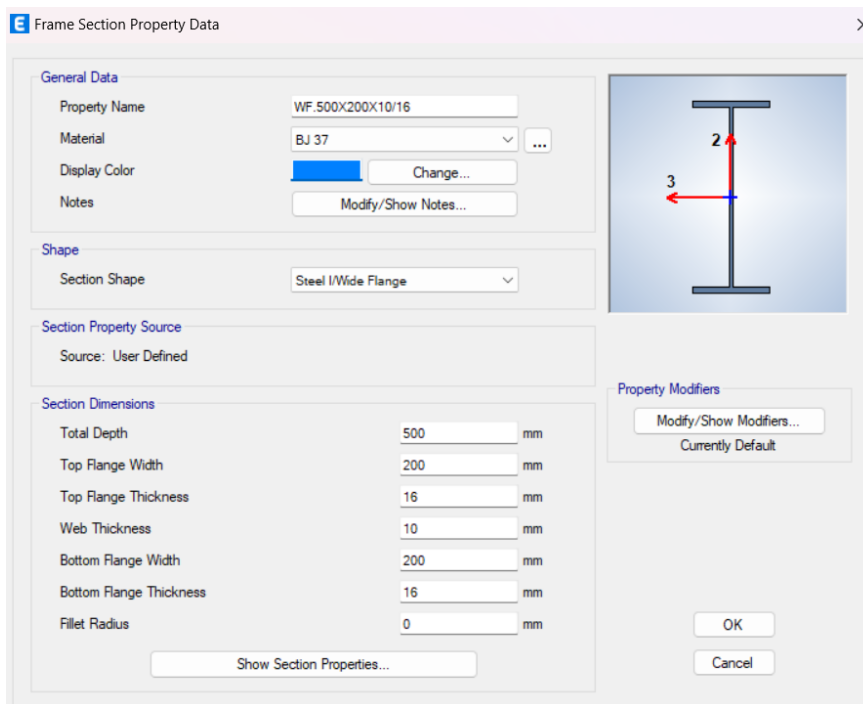 E Frame Section Property Data
General Data
Property Name WF.500X200X10/16
Material BJ 37 ...
Display Color Change...
Notes Modify/Show Notes...
2
3
Shape
Section Shape Steel I/Wide Flange
Section Property Source
Source: User Defined
Property Modifiers
Modify/Show Modifiers...
Currently Default
Section Dimensions
Total Depth 500 mm
Top Flange Width 200 mm
Top Flange Thickness 16 mm
Web Thickness 10 mm
Bottom Flange Width 200 mm
Bottom Flange Thickness 16 mm
Fillet Radius 0 mm
Show Section Properties...
OK
Cancel